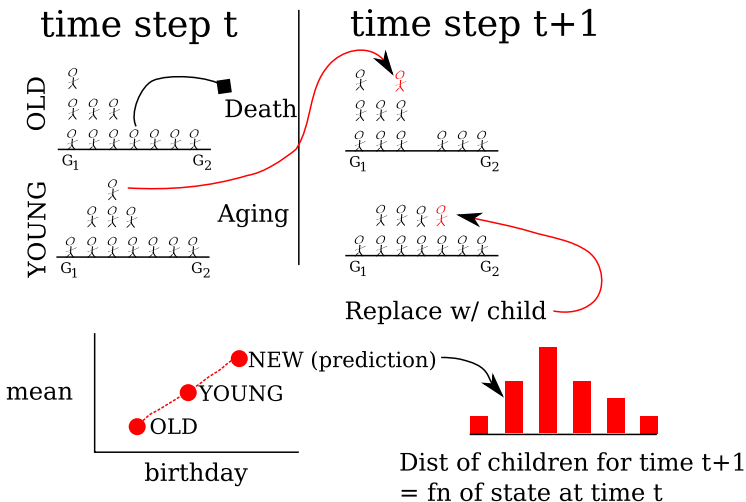 time step t
time step t+1
OLD
Death
G1
G2
G1
G2
YOUNG
Aging
G1
G2
G1
G2
Replace w/ child
mean
NEW (prediction)
YOUNG
OLD
birthday
Dist of children for time t+1
= fn of state at time t